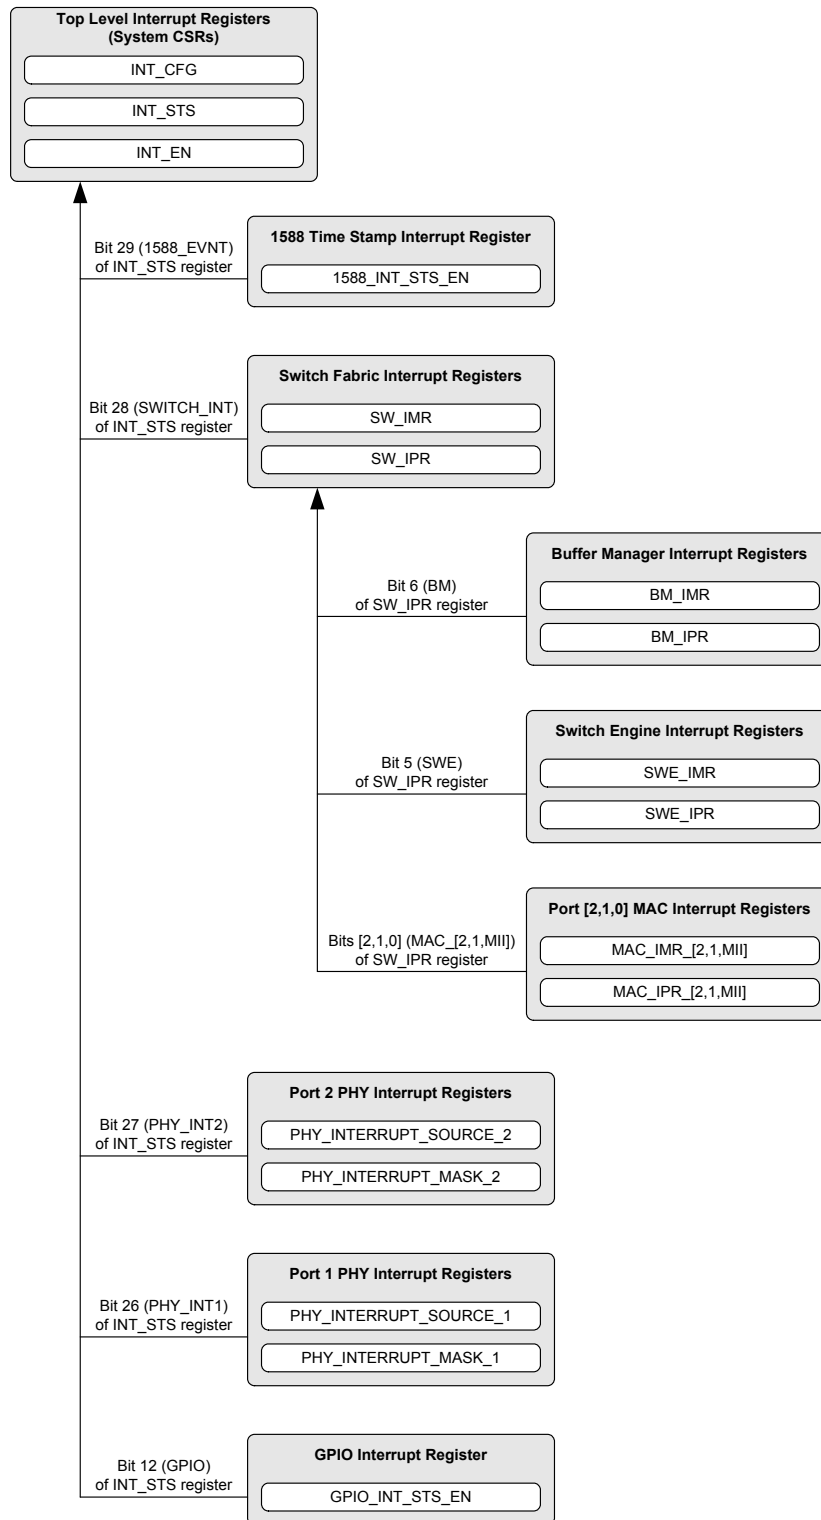 Top Level Interrupt Registers
(System CSRs)
INT_CFG
INT_STS
INT_EN
Bit 29 (1588_EVNT)
of INT_STS register
1588 Time Stamp Interrupt Register
1588_INT_STS_EN
Bit 28 (SWITCH_INT)
of INT_STS register
Switch Fabric Interrupt Registers
SW_IMR
SW_IPR
Bit 6 (BM)
of SW_IPR register
Buffer Manager Interrupt Registers
BM_IMR
BM_IPR
Bit 5 (SWE)
of SW_IPR register
Switch Engine Interrupt Registers
SWE_IMR
SWE_IPR
Bits [2,1,0] (MAC_[2,1,MII])
of SW_IPR register
Port [2,1,0] MAC Interrupt Registers
MAC_IMR_[2,1,MII]
MAC_IPR_[2,1,MII]
Bit 27 (PHY_INT2)
of INT_STS register
Port 2 PHY Interrupt Registers
PHY_INTERRUPT_SOURCE_2
PHY_INTERRUPT_MASK_2
Bit 26 (PHY_INT1)
of INT_STS register
Port 1 PHY Interrupt Registers
PHY_INTERRUPT_SOURCE_1
PHY_INTERRUPT_MASK_1
Bit 12 (GPIO)
of INT_STS register
GPIO Interrupt Register
GPIO_INT_STS_EN